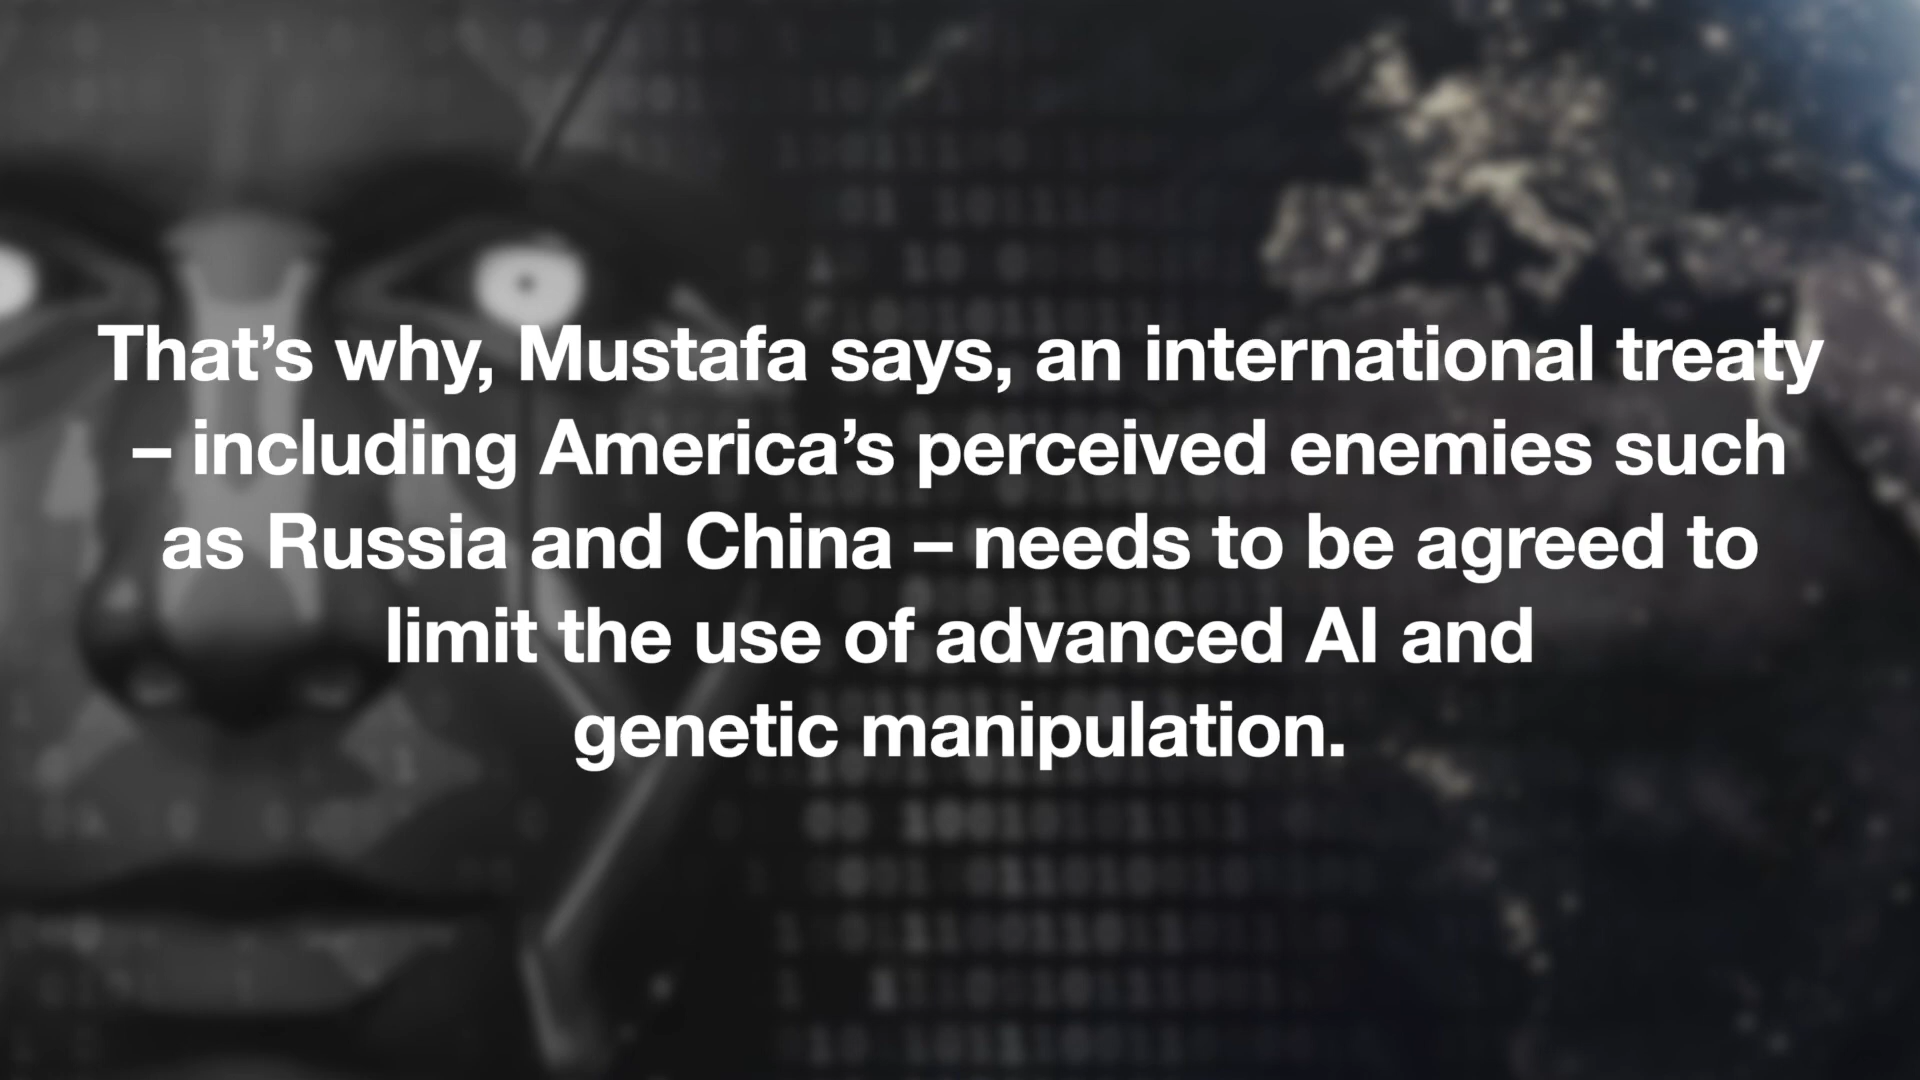 That’s why, Mustafa says, an international treaty
– including America’s perceived enemies such
as Russia and China – needs to be agreed to
limit the use of advanced AI and
genetic manipulation.